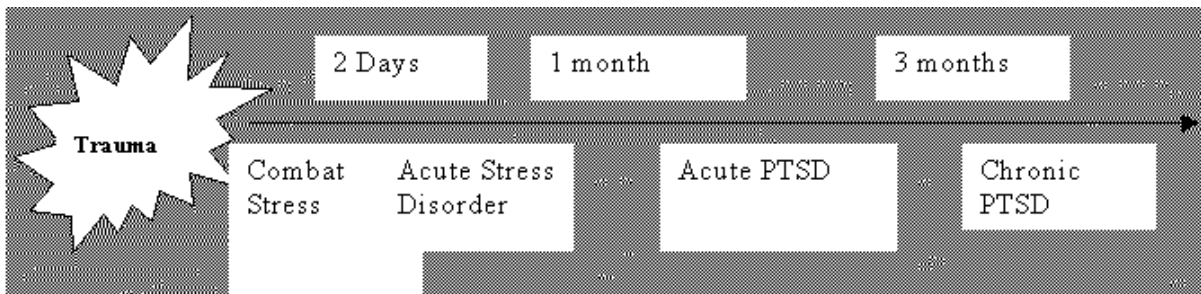 2 Days
1 month
3 months
Trauma
Combat
Stress
Acute Stress
Disorder
Acute PTSD
Chronic
PTSD